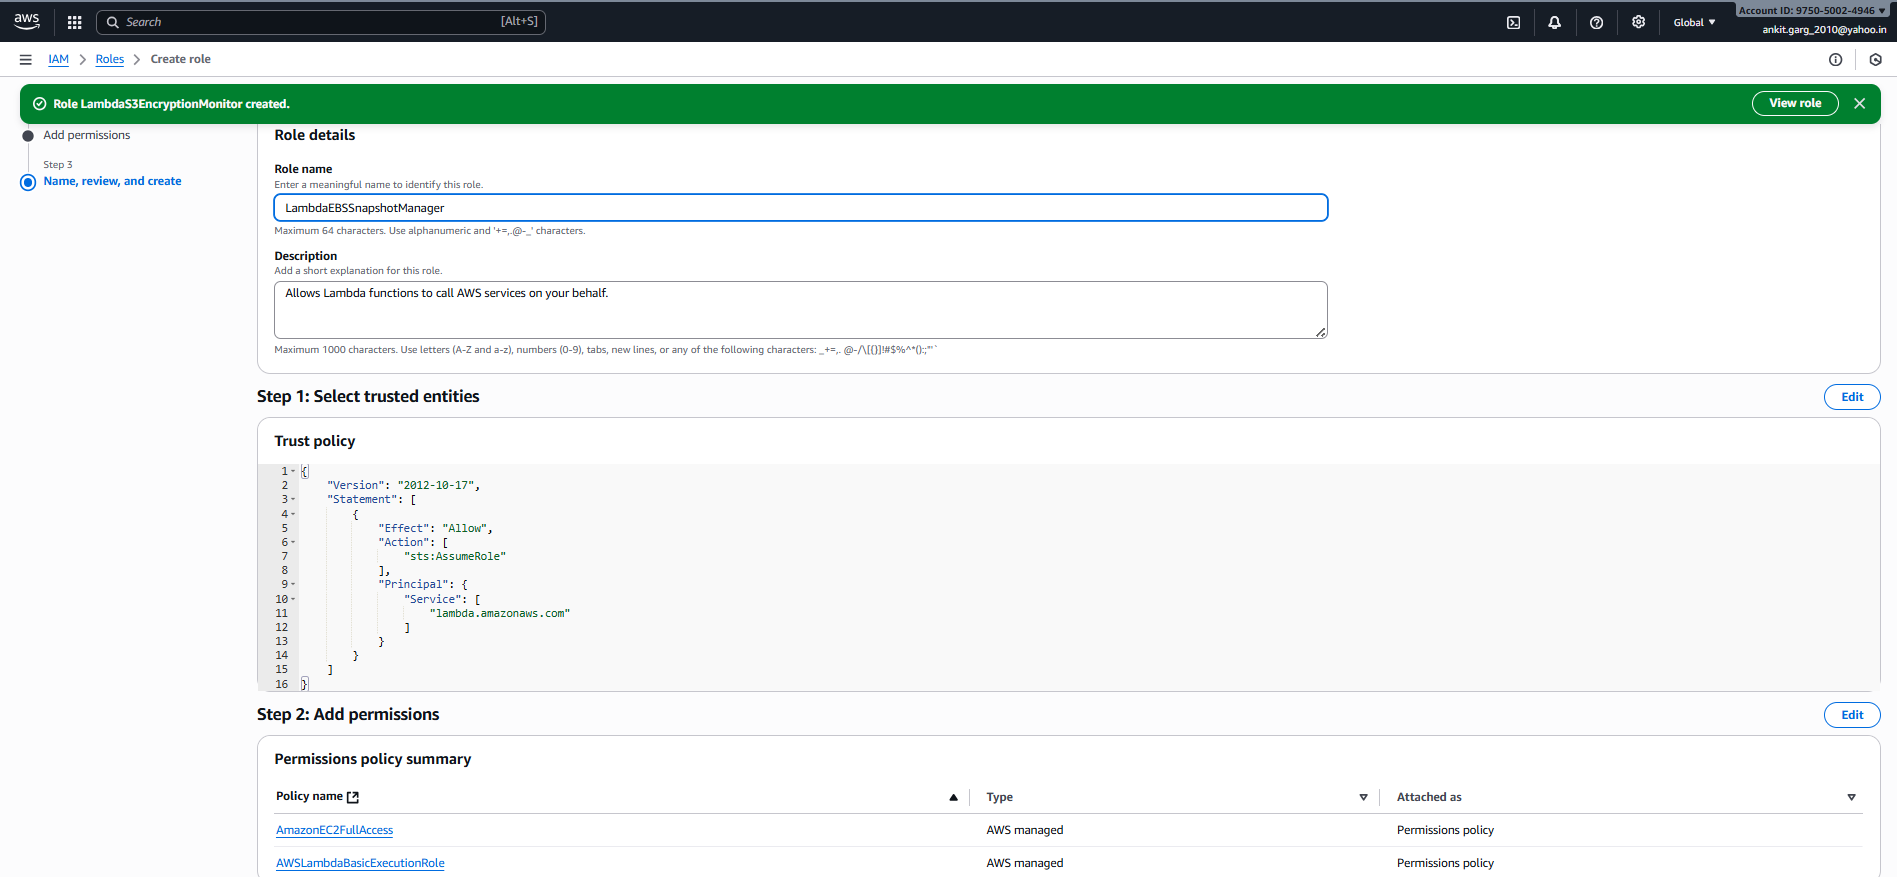 aws
Search
[Alt+S]
Global ▼
Account ID: 9750-5002-4946 ▼
ankit.garg_2010@yahoo.in
IAM > Roles > Create role
Role LambdaS3EncryptionMonitor created.
View role
Add permissions
Step 3
Name, review, and create
Role details
Role name
Enter a meaningful name to identify this role.
LambdaEBSSnapshotManager
Maximum 64 characters. Use alphanumeric and '+=,.@-_' characters.
Description
Add a short explanation for this role.
Allows Lambda functions to call AWS services on your behalf.
Maximum 1000 characters. Use letters (A-Z and a-z), numbers (0-9), tabs, new lines, or any of the following characters: _+=,. @-/\[{}]!#$%^*();:"'`
Step 1: Select trusted entities
Edit
Trust policy
1 {
2     "Version": "2012-10-17",
3     "Statement": [
4         {
5             "Effect": "Allow",
6             "Action": [
7                 "sts:AssumeRole"
8             ],
9             "Principal": {
10                 "Service": [
11                     "lambda.amazonaws.com"
12                 ]
13             }
14         }
15     ]
16 }
Step 2: Add permissions
Edit
Permissions policy summary
Policy name Type Attached as
AmazonEC2FullAccess AWS managed Permissions policy
AWSLambdaBasicExecutionRole AWS managed Permissions policy